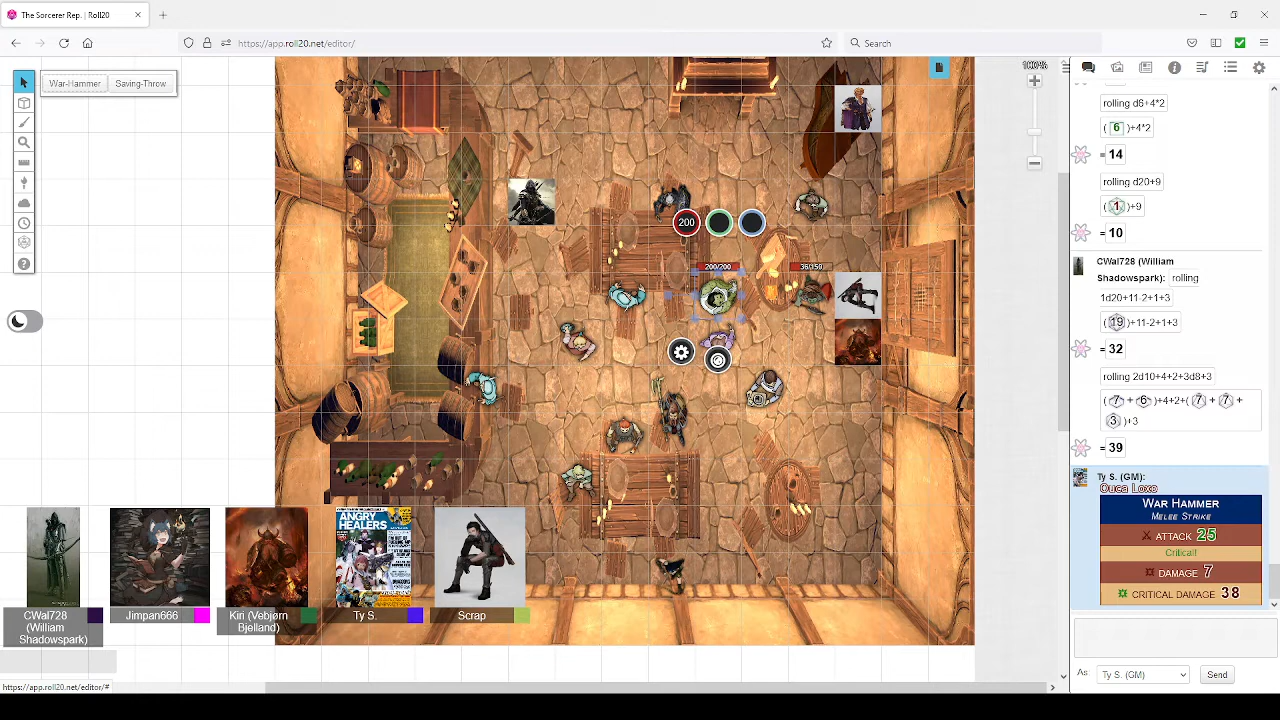 The Sorcerer Rep. | Roll20
https://app.roll20.net/editor/
Search
War-Hammer
Saving-Throw
100%
200
200/200
36/150
rolling d6+4*2
(6)+4*2
=14
rolling d20+9
(1)+9
=10
CWal728 (William Shadowspark): rolling
1d20+11-2+1+3
(19)+11-2+1+3
=32
rolling 2d10+4+2+3d8+3
(7+6)+4+2+(7+7+
3)+3
=39
Ty S. (GM):
Ouca Loxo
WAR HAMMER
MELEE STRIKE
ATTACK 25
Critical!
DAMAGE 7
CRITICAL DAMAGE 38
ANGRY
HEALERS
CWal728
(William
Shadowspark)
Jimpan666
Kiri (Vebjørn
Bjelland)
Ty S.
Scrap
As:
Ty S. (GM)
Send
https://app.roll20.net/editor/#